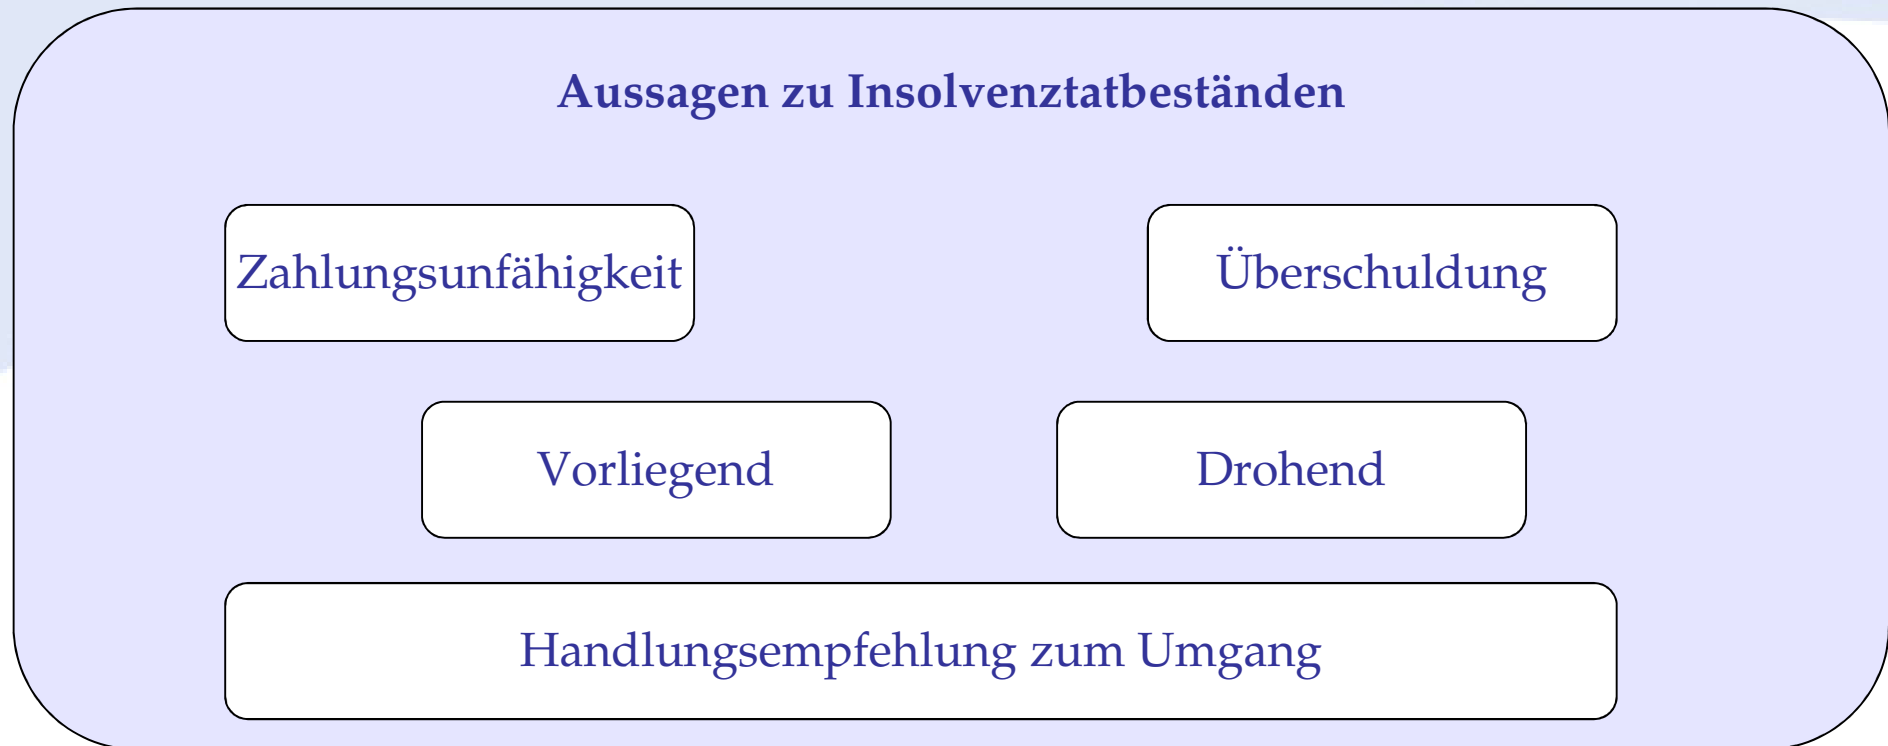 Aussagen zu Insolvenztatbeständen
Zahlungsunfähigkeit
Überschuldung
Vorliegend
Drohend
Handlungsempfehlung zum Umgang